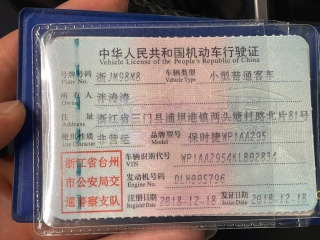 中华人民共和国机动车行驶证
Vehicle License of the People's Republic of China
号牌号码 Plate No. 浙JM98M8 车辆类型 Vehicle Type 小型普通客车
所有人 Owner 洋涛涛
住址 Address 浙江省三门县浦坝港镇两头塘村路北片81号
使用性质 非营运 品牌型号 Model 保时捷WP1AA295
浙江省台州
市公安局交
通警察支队
车辆识别代号 VIN
发动机号码 Engine No. DLH005796
注册日期 Register Date 2018-12-18 发证日期 Issue Date 2018-12-18